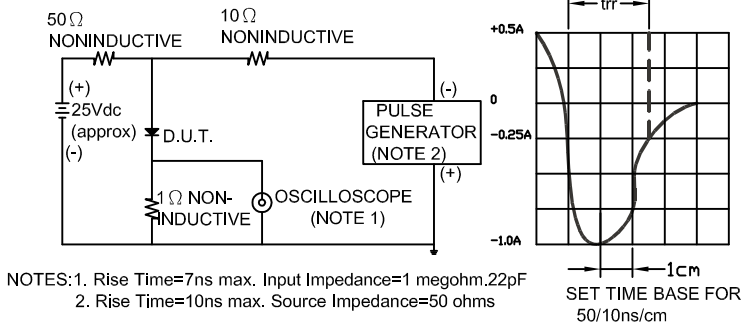 50Ω
NONINDUCTIVE
10Ω
NONINDUCTIVE
(+)
25Vdc
(approx)
(-)
D.U.T.
1Ω NON-
INDUCTIVE
OSCILLOSCOPE
(NOTE 1)
(-)
PULSE
GENERATOR
(NOTE 2)
(+)
trr
+0.5A
0
-0.25A
-1.0A
1cm
SET TIME BASE FOR
50/10ns/cm
NOTES:1. Rise Time=7ns max. Input Impedance=1 megohm.22pF
2. Rise Time=10ns max. Source Impedance=50 ohms